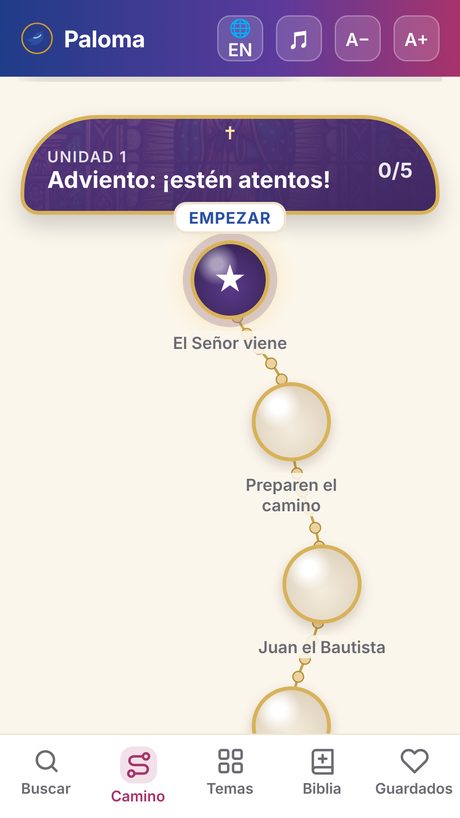 Paloma
🌐
EN
A−
A+
UNIDAD 1
Adviento: ¡estén atentos!
0/5
EMPEZAR
El Señor viene
Preparen el
camino
Juan el Bautista
Buscar
Camino
Temas
Biblia
Guardados